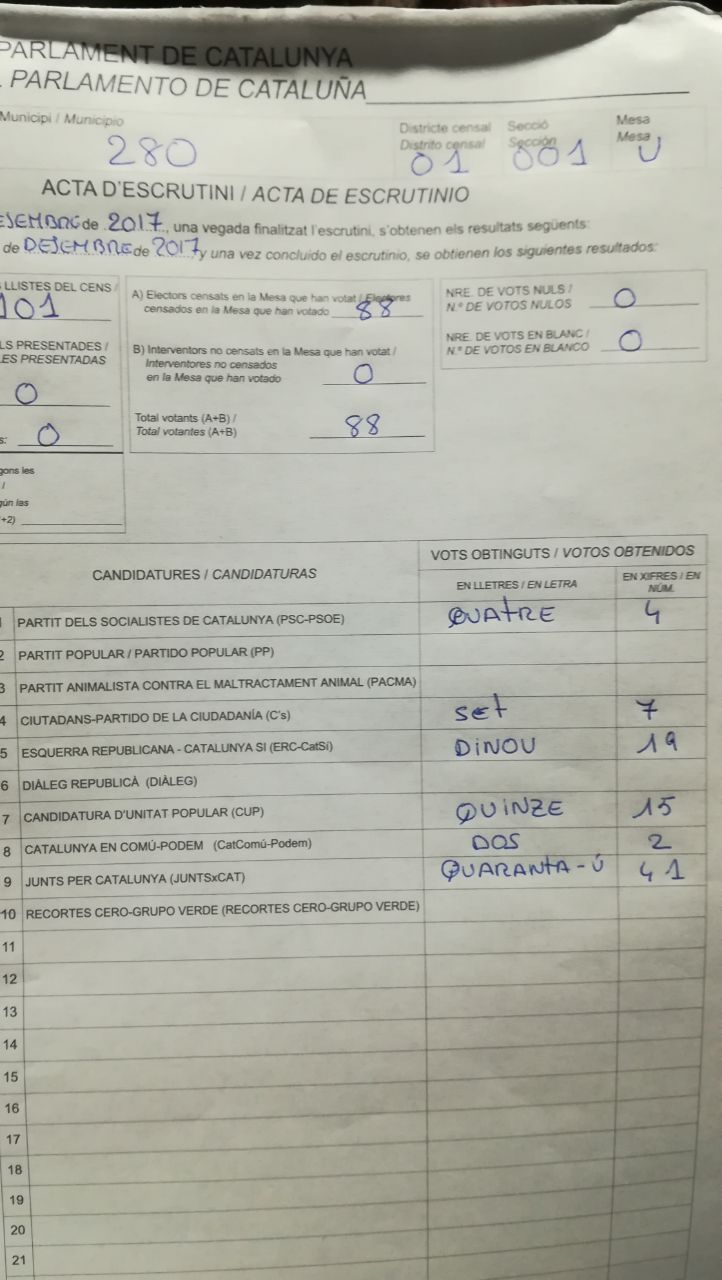 PARLAMENT DE CATALUNYA
PARLAMENTO DE CATALUÑA
Municipi / Municipio
280
Districte censal
Distrito censal
01
Secció
Sección
001
Mesa
Mesa
U
ACTA D'ESCRUTINI / ACTA DE ESCRUTINIO
de 2017, una vegada finalitzat l'escrutini, s'obtenen els resultats següents:
de DESEMBRE de 2017 y una vez concluido el escrutinio, se obtienen los siguientes resultados:
LLISTES DEL CENS /
101
PRESENTADES /
PRESENTADAS
0
0
les
/
las
+2)
A) Electors censats en la Mesa que han votat / Electores
censados en la Mesa que han votado 88
B) Interventors no censats en la Mesa que han votat /
Interventores no censados
en la Mesa que han votado 0
Total votants (A+B) /
Total votantes (A+B) 88
NRE. DE VOTS NULS /
N.º DE VOTOS NULOS 0
NRE. DE VOTS EN BLANC /
N.º DE VOTOS EN BLANCO 0
CANDIDATURES / CANDIDATURAS
VOTS OBTINGUTS / VOTOS OBTENIDOS
EN LLETRES / EN LETRA
EN XIFRES / EN
NÚM.
1 PARTIT DELS SOCIALISTES DE CATALUNYA (PSC-PSOE) QUATRE 4
2 PARTIT POPULAR / PARTIDO POPULAR (PP)
3 PARTIT ANIMALISTA CONTRA EL MALTRACTAMENT ANIMAL (PACMA)
4 CIUTADANS-PARTIDO DE LA CIUDADANÍA (C's) SET 7
5 ESQUERRA REPUBLICANA - CATALUNYA SI (ERC-CatSí) DINOU 19
6 DIÀLEG REPUBLICÀ (DIÀLEG)
7 CANDIDATURA D'UNITAT POPULAR (CUP) QUINZE 15
8 CATALUNYA EN COMÚ-PODEM (CatComú-Podem) DOS 2
9 JUNTS PER CATALUNYA (JUNTSxCAT) QUARANTA-Ú 41
10 RECORTES CERO-GRUPO VERDE (RECORTES CERO-GRUPO VERDE)
11
12
13
14
15
16
17
18
19
20
21